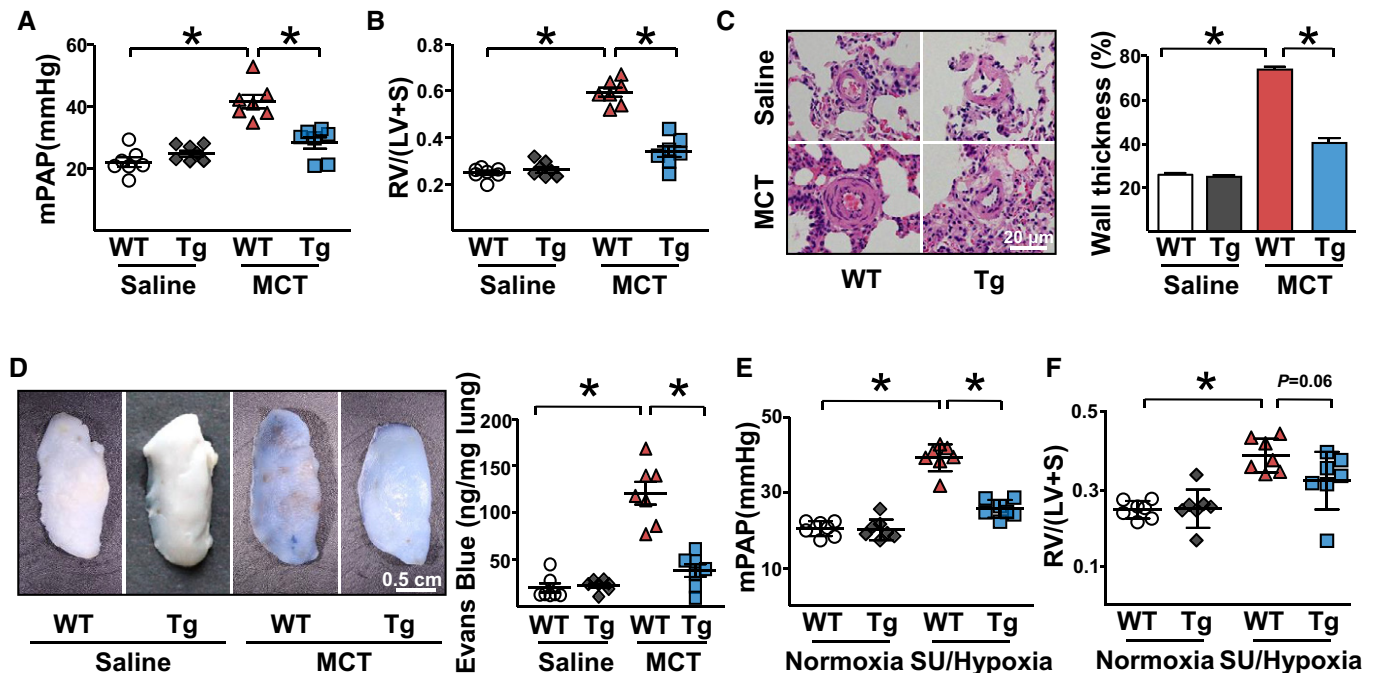 A
mPAP(mmHg)
60
40
20
*
*
WT Tg WT Tg
Saline MCT
B
RV/(LV+S)
0.8
0.6
0.4
0.2
*
*
WT Tg WT Tg
Saline MCT
C
Saline
MCT
20 µm
WT Tg
Wall thickness (%)
80
60
40
20
*
*
WT Tg WT Tg
Saline MCT
D
0.5 cm
WT Tg WT Tg
Saline MCT
Evans Blue (ng/mg lung)
200
150
100
50
*
*
WT Tg WT Tg
Saline MCT
E
mPAP(mmHg)
50
30
10
*
*
WT Tg WT Tg
Normoxia SU/Hypoxia
F
RV/(LV+S)
0.5
0.3
0.1
*
P=0.06
WT Tg WT Tg
Normoxia SU/Hypoxia